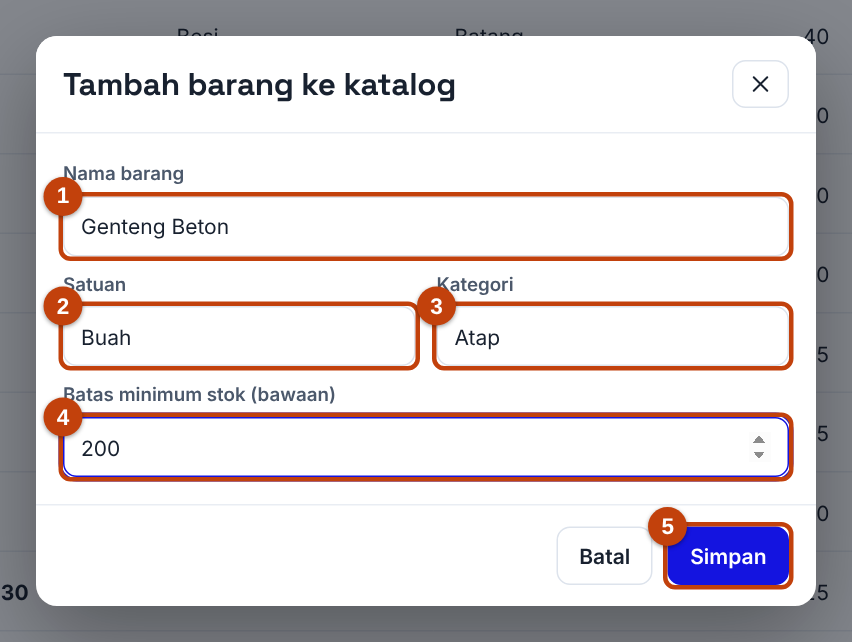 Tambah barang ke katalog
Nama barang
1
Genteng Beton
Satuan
Kategori
2
3
Buah
Atap
Batas minimum stok (bawaan)
4
200
5
Batal
Simpan
30